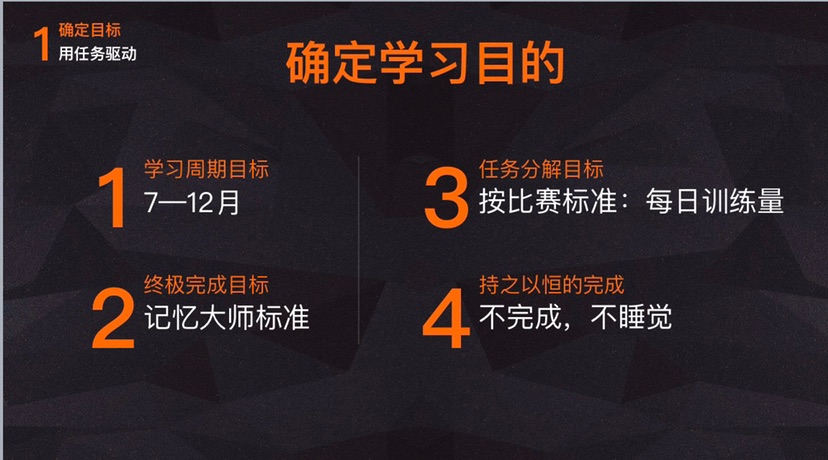 1
确定目标
用任务驱动
确定学习目的
1
学习周期目标
7—12月
2
终极完成目标
记忆大师标准
3
任务分解目标
按比赛标准：每日训练量
4
持之以恒的完成
不完成，不睡觉